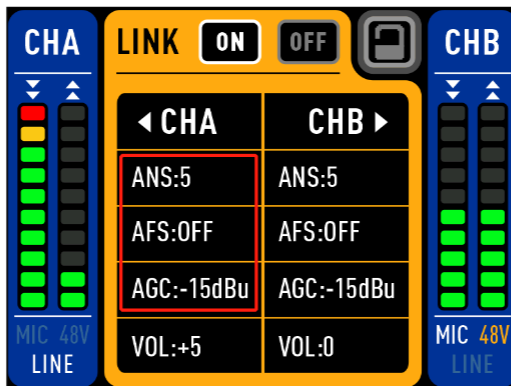 CHA
LINK ON OFF
CHB
◀ CHA CHB ▶
ANS:5 ANS:5
AFS:OFF AFS:OFF
AGC:-15dBu AGC:-15dBu
VOL:+5 VOL:0
MIC 48V
LINE
MIC 48V
LINE